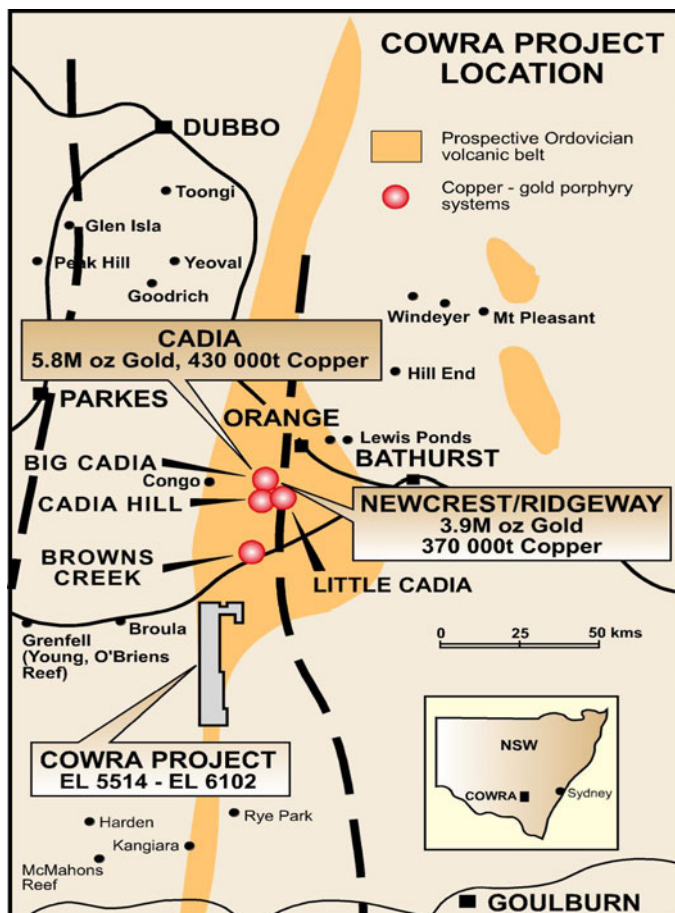 COWRA PROJECT
LOCATION
Prospective Ordovician
volcanic belt
Copper - gold porphyry
systems
DUBBO
Toongi
Glen Isla
Peak Hill
Yeoval
Goodrich
Windeyer
Mt Pleasant
CADIA
5.8M oz Gold, 430 000t Copper
Hill End
PARKES
ORANGE
Lewis Ponds
BATHURST
BIG CADIA
Congo
CADIA HILL
NEWCREST/RIDGEWAY
3.9M oz Gold
370 000t Copper
BROWNS
CREEK
LITTLE CADIA
Grenfell
(Young, O'Briens
Reef)
Broula
0 25 50 kms
COWRA PROJECT
EL 5514 - EL 6102
NSW
COWRA
Sydney
Harden
Rye Park
Kangiara
McMahons
Reef
GOULBURN